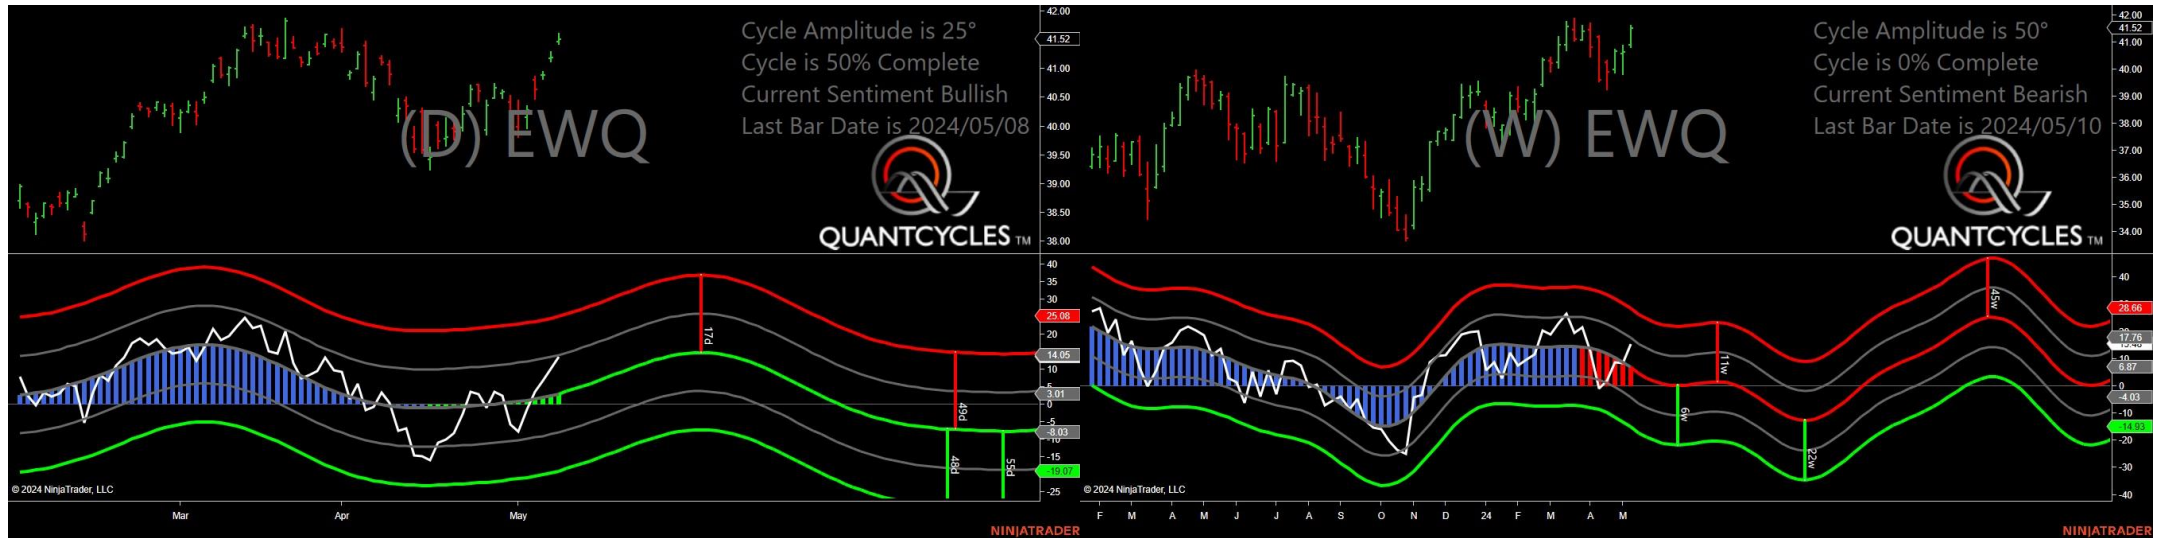 Cycle Amplitude is 25°
Cycle is 50% Complete
Current Sentiment Bullish
Last Bar Date is 2024/05/08
(D) EWQ
QUANTCYCLES TM
42.00
41.52
41.00
40.50
40.00
39.50
39.00
38.50
38.00
40
35
30
25.08
20
14.05
10
5
3.01
0
-5
-8.03
-10
-15
-19.07
-25
17d
49d
48d
55d
© 2024 NinjaTrader, LLC
Mar
Apr
May
NINJATRADER
Cycle Amplitude is 50°
Cycle is 0% Complete
Current Sentiment Bearish
Last Bar Date is 2024/05/10
(W) EWQ
QUANTCYCLES TM
42.00
41.52
41.00
40.00
39.00
38.00
37.00
36.00
35.00
34.00
40
28.66
17.76
10
6.87
0
-4.03
-10
-14.93
-20
-30
-40
11w
6w
22w
45w
© 2024 NinjaTrader, LLC
F M A M J J A S O N D 24 F M A M
NINJATRADER